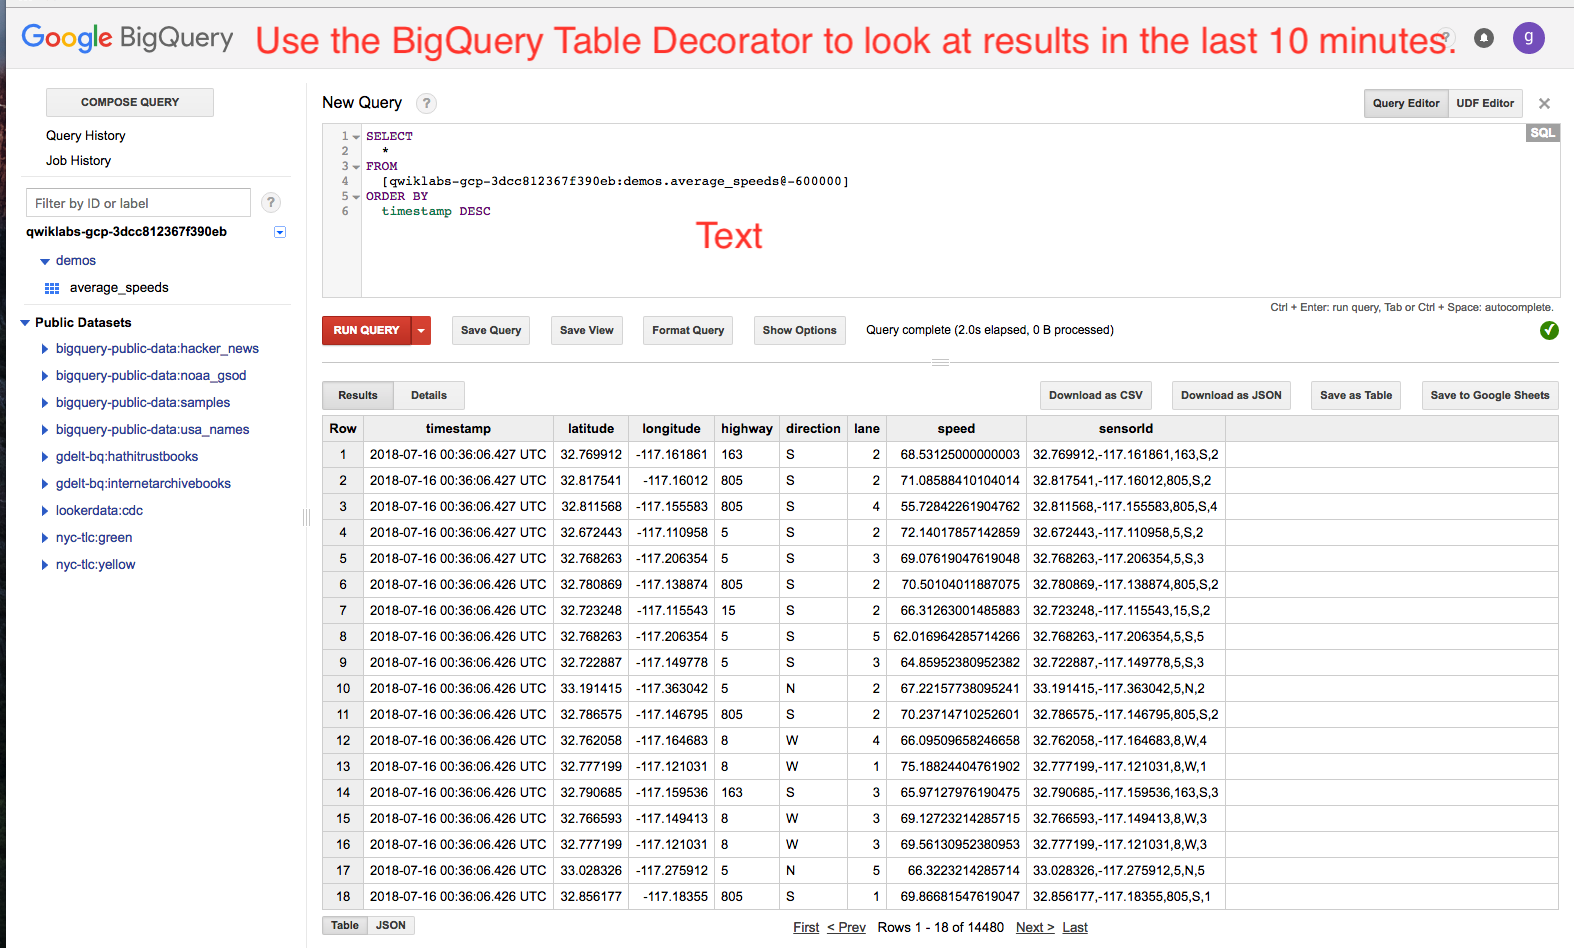 Google BigQuery Use the BigQuery Table Decorator to look at results in the last 10 minutes. ? g
COMPOSE QUERY
Query History
Job History
Filter by ID or label ?
qwiklabs-gcp-3dcc812367f390eb
demos
average_speeds
Public Datasets
bigquery-public-data:hacker_news
bigquery-public-data:noaa_gsod
bigquery-public-data:samples
bigquery-public-data:usa_names
gdelt-bq:hathitrustbooks
gdelt-bq:internetarchivebooks
lookerdata:cdc
nyc-tlc:green
nyc-tlc:yellow
New Query ? Query Editor UDF Editor
SQL
1 SELECT
2 *
3 FROM
4 [qwiklabs-gcp-3dcc812367f390eb:demos.average_speeds@-600000]
5 ORDER BY
6 timestamp DESC
Text
Ctrl + Enter: run query, Tab or Ctrl + Space: autocomplete.
RUN QUERY Save Query Save View Format Query Show Options Query complete (2.0s elapsed, 0 B processed)
Results Details Download as CSV Download as JSON Save as Table Save to Google Sheets
Row timestamp latitude longitude highway direction lane speed sensorId
1 2018-07-16 00:36:06.427 UTC 32.769912 -117.161861 163 S 2 68.53125000000003 32.769912,-117.161861,163,S,2
2 2018-07-16 00:36:06.427 UTC 32.817541 -117.16012 805 S 2 71.08588410104014 32.817541,-117.16012,805,S,2
3 2018-07-16 00:36:06.427 UTC 32.811568 -117.155583 805 S 4 55.72842261904762 32.811568,-117.155583,805,S,4
4 2018-07-16 00:36:06.427 UTC 32.672443 -117.110958 5 S 2 72.14017857142859 32.672443,-117.110958,5,S,2
5 2018-07-16 00:36:06.427 UTC 32.768263 -117.206354 5 S 3 69.07619047619048 32.768263,-117.206354,5,S,3
6 2018-07-16 00:36:06.427 UTC 32.780869 -117.138874 805 S 2 70.50104011887075 32.780869,-117.138874,805,S,2
7 2018-07-16 00:36:06.427 UTC 32.723248 -117.115543 15 S 2 66.31263001485883 32.723248,-117.115543,15,S,2
8 2018-07-16 00:36:06.426 UTC 32.768263 -117.206354 5 S 5 62.016964285714266 32.768263,-117.206354,5,S,5
9 2018-07-16 00:36:06.426 UTC 32.722887 -117.149778 5 S 3 64.85952380952382 32.722887,-117.149778,5,S,3
10 2018-07-16 00:36:06.426 UTC 33.191415 -117.363042 5 N 2 67.22157738095241 33.191415,-117.363042,5,N,2
11 2018-07-16 00:36:06.426 UTC 32.786575 -117.146795 805 S 2 70.23714710252601 32.786575,-117.146795,805,S,2
12 2018-07-16 00:36:06.426 UTC 32.762058 -117.164683 8 W 4 66.09509658246658 32.762058,-117.164683,8,W,4
13 2018-07-16 00:36:06.426 UTC 32.777199 -117.121031 8 W 1 75.18824404761902 32.777199,-117.121031,8,W,1
14 2018-07-16 00:36:06.426 UTC 32.790685 -117.159536 163 S 3 65.97127976190475 32.790685,-117.159536,163,S,3
15 2018-07-16 00:36:06.426 UTC 32.766593 -117.149413 8 W 3 69.12723214285715 32.766593,-117.149413,8,W,3
16 2018-07-16 00:36:06.426 UTC 32.777199 -117.121031 8 W 3 69.56130952380953 32.777199,-117.121031,8,W,3
17 2018-07-16 00:36:06.426 UTC 33.028326 -117.275912 5 N 5 66.3223214285714 33.028326,-117.275912,5,N,5
18 2018-07-16 00:36:06.426 UTC 32.856177 -117.18355 805 S 1 69.86681547619047 32.856177,-117.18355,805,S,1
Table JSON First < Prev Rows 1 - 18 of 14480 Next > Last